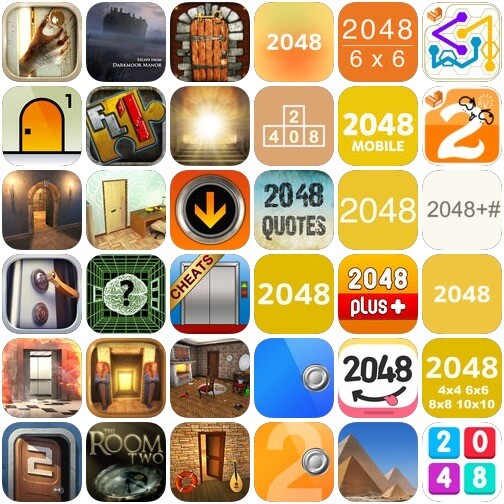 ESCAPE FROM
DARKMOOR MANOR
2048
2048
6 x 6
1
1
2
4 0 8
2048
MOBILE
2
2048
QUOTES
2048
2048+#
?
CHEATS
2048
2048
plus+
2048
2048
2048
4x4 6x6
8x8 10x10
2
THE
ROOM
TWO
2
2 0
4 8